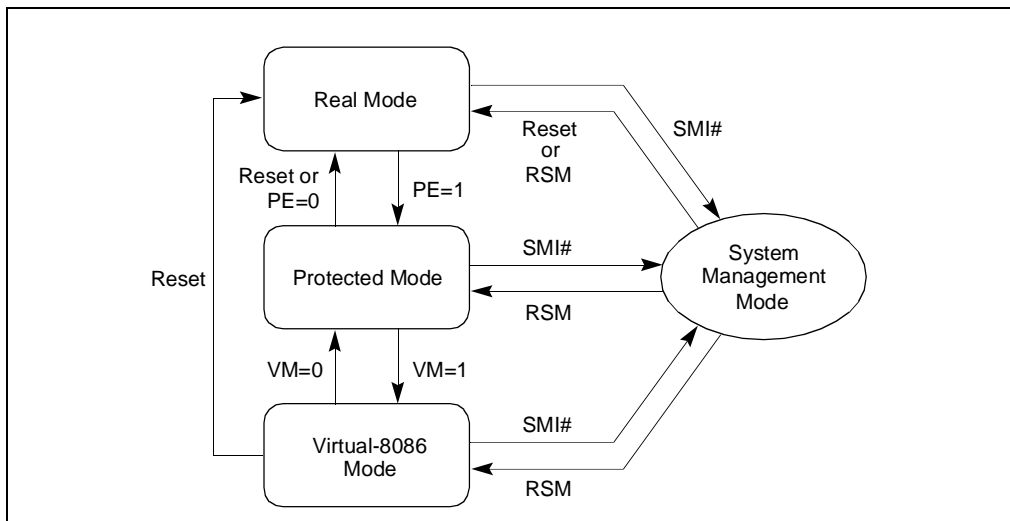 Real Mode
SMI#
Reset
or
RSM
Reset or
PE=0
PE=1
SMI#
System
Management
Mode
Reset
Protected Mode
RSM
VM=0
VM=1
SMI#
Virtual-8086
Mode
RSM